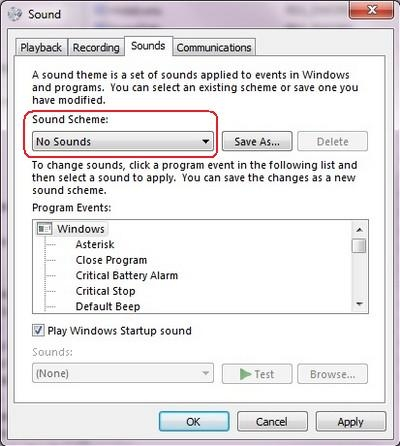 Sound
Playback Recording Sounds Communications
A sound theme is a set of sounds applied to events in Windows
and programs. You can select an existing scheme or save one you
have modified.
Sound Scheme:
No Sounds Save As... Delete
To change sounds, click a program event in the following list and
then select a sound to apply. You can save the changes as a new
sound scheme.
Program Events:
Windows
Asterisk
Close Program
Critical Battery Alarm
Critical Stop
Default Beep
Play Windows Startup sound
Sounds:
(None) Test Browse...
OK Cancel Apply